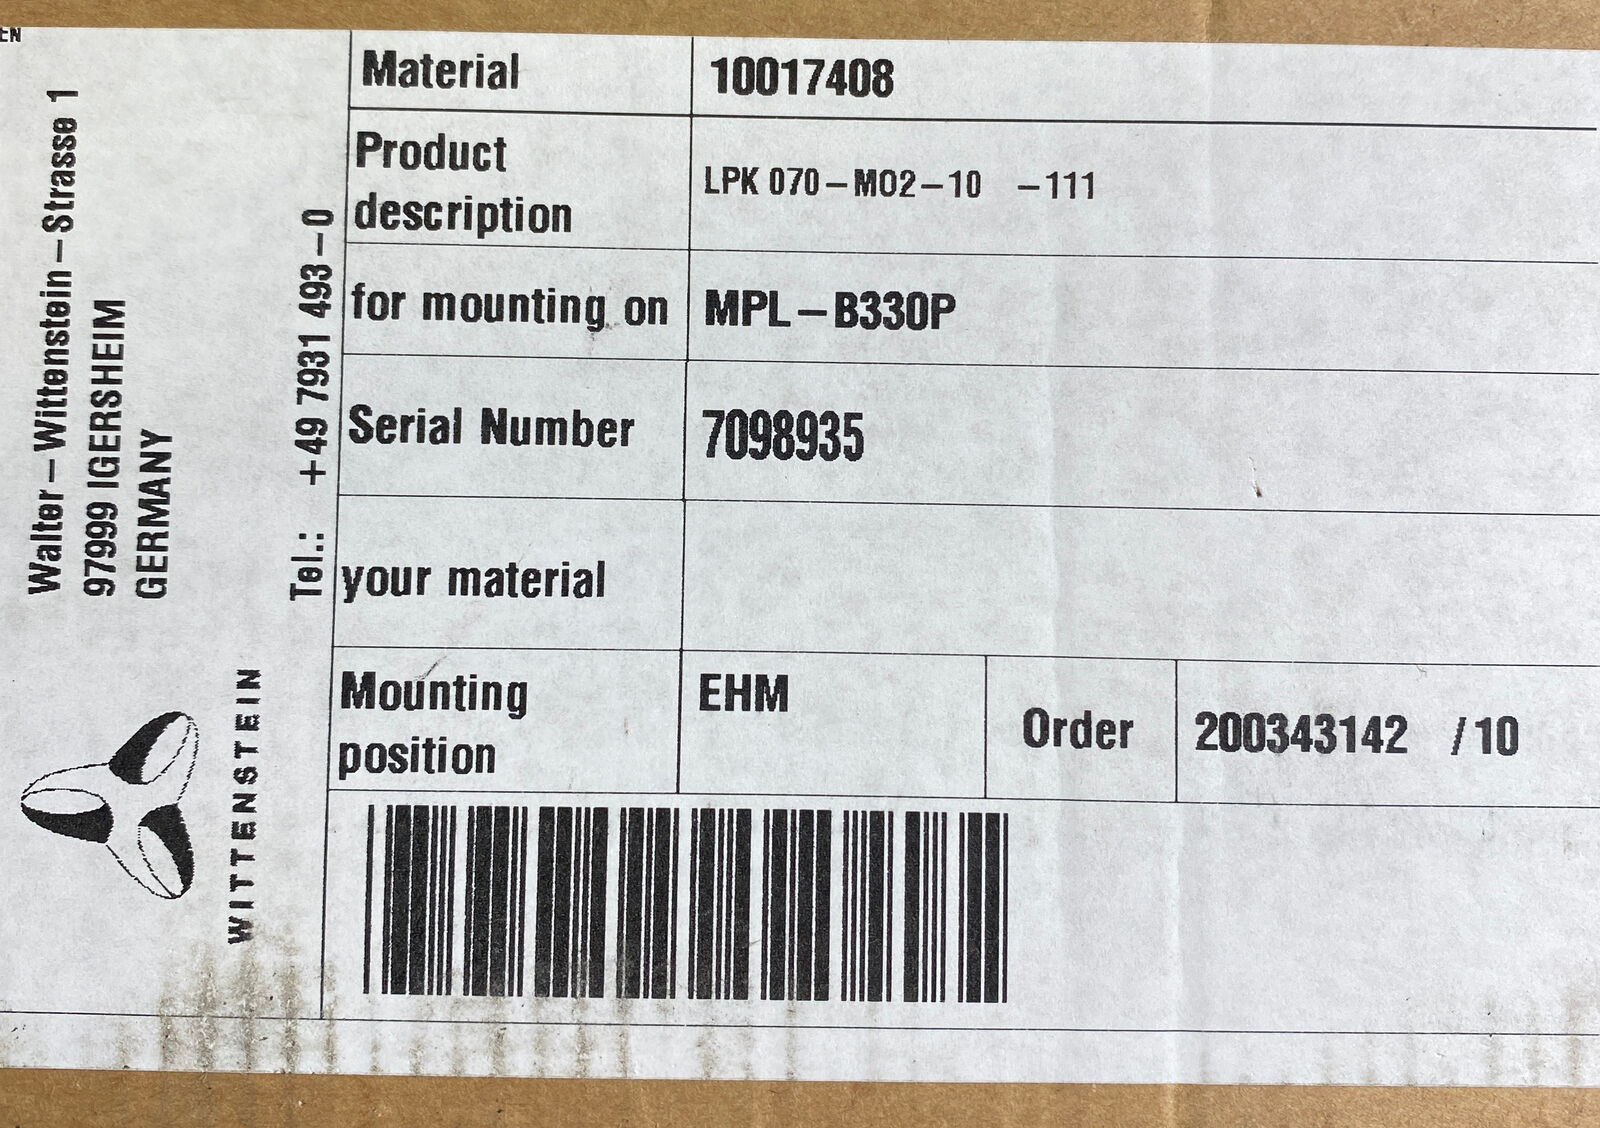 EN
Walter-Wittenstein-Strasse 1
97999 IGERSHEIM
GERMANY
Tel.: +49 7931 493-0
WITTENSTEIN
Material 10017408
Product description LPK 070-MO2-10 -111
for mounting on MPL-B330P
Serial Number 7098935
your material
Mounting position EHM Order 200343142 /10